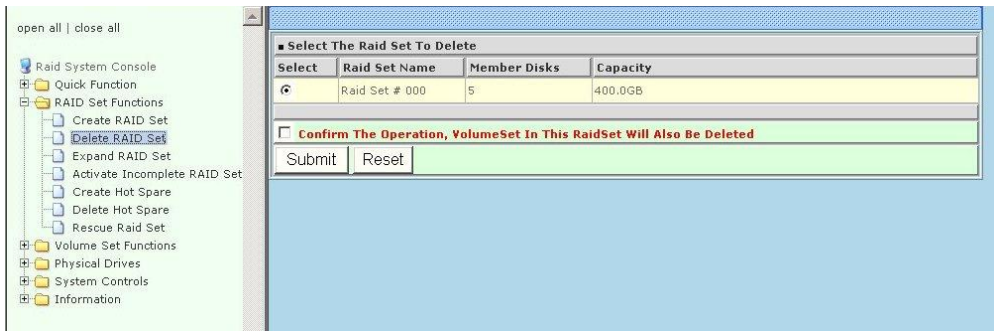 open all | close all
Raid System Console
Quick Function
RAID Set Functions
Create RAID Set
Delete RAID Set
Expand RAID Set
Activate Incomplete RAID Set
Create Hot Spare
Delete Hot Spare
Rescue Raid Set
Volume Set Functions
Physical Drives
System Controls
Information
Select The Raid Set To Delete
Select Raid Set Name Member Disks Capacity
Raid Set # 000 5 400.0GB
Confirm The Operation, VolumeSet In This RaidSet Will Also Be Deleted
Submit Reset